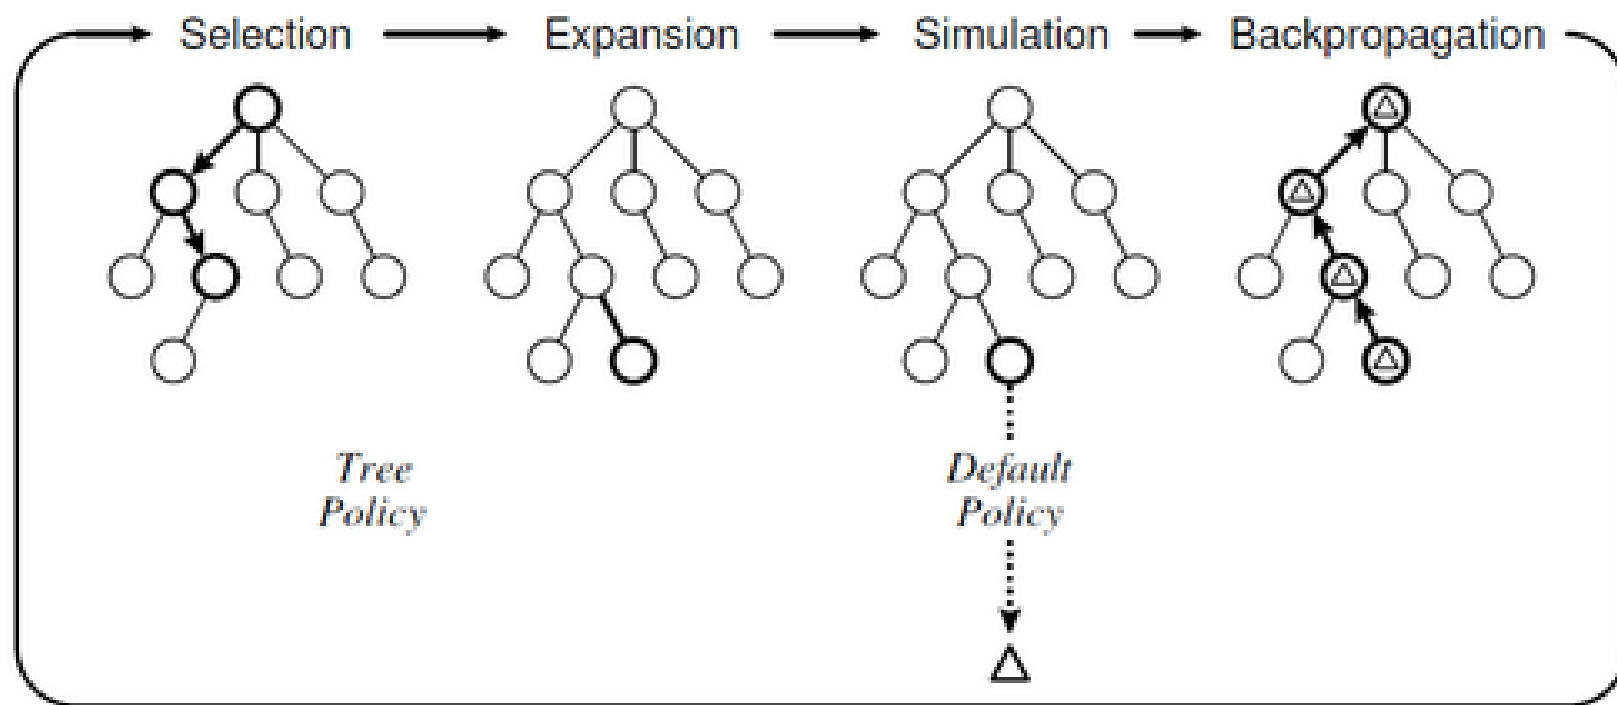 Selection
Expansion
Simulation
Backpropagation
Tree
Policy
Default
Policy